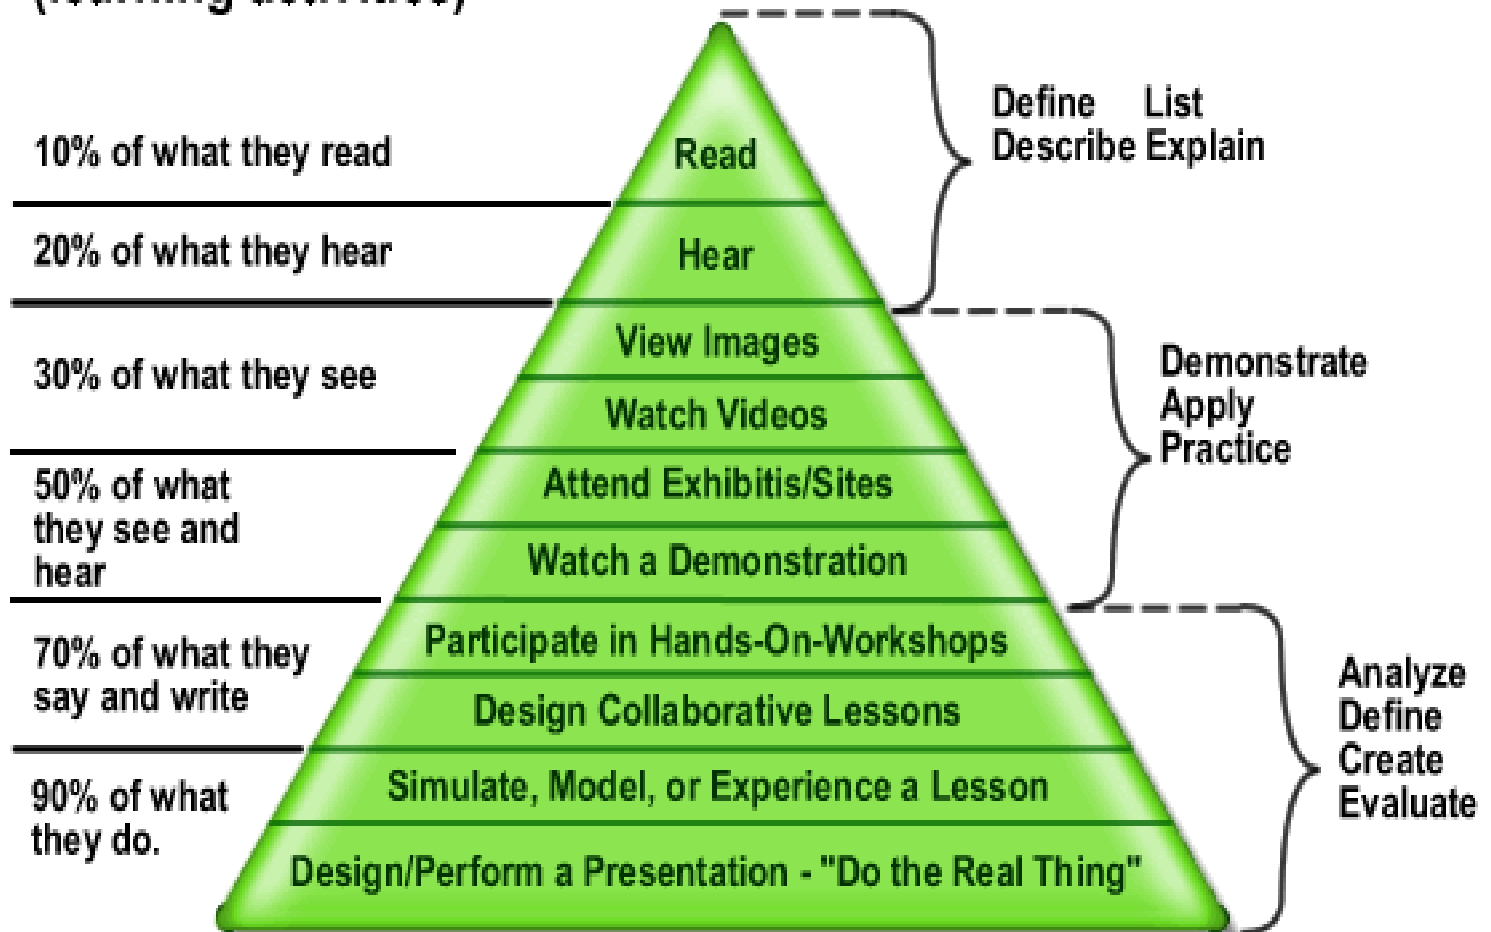 (learning activities)
10% of what they read
20% of what they hear
30% of what they see
50% of what
they see and
hear
70% of what they
say and write
90% of what
they do.
Read
Hear
View Images
Watch Videos
Attend Exhibitis/Sites
Watch a Demonstration
Participate in Hands-On-Workshops
Design Collaborative Lessons
Simulate, Model, or Experience a Lesson
Design/Perform a Presentation - "Do the Real Thing"
Define List
Describe Explain
Demonstrate
Apply
Practice
Analyze
Define
Create
Evaluate